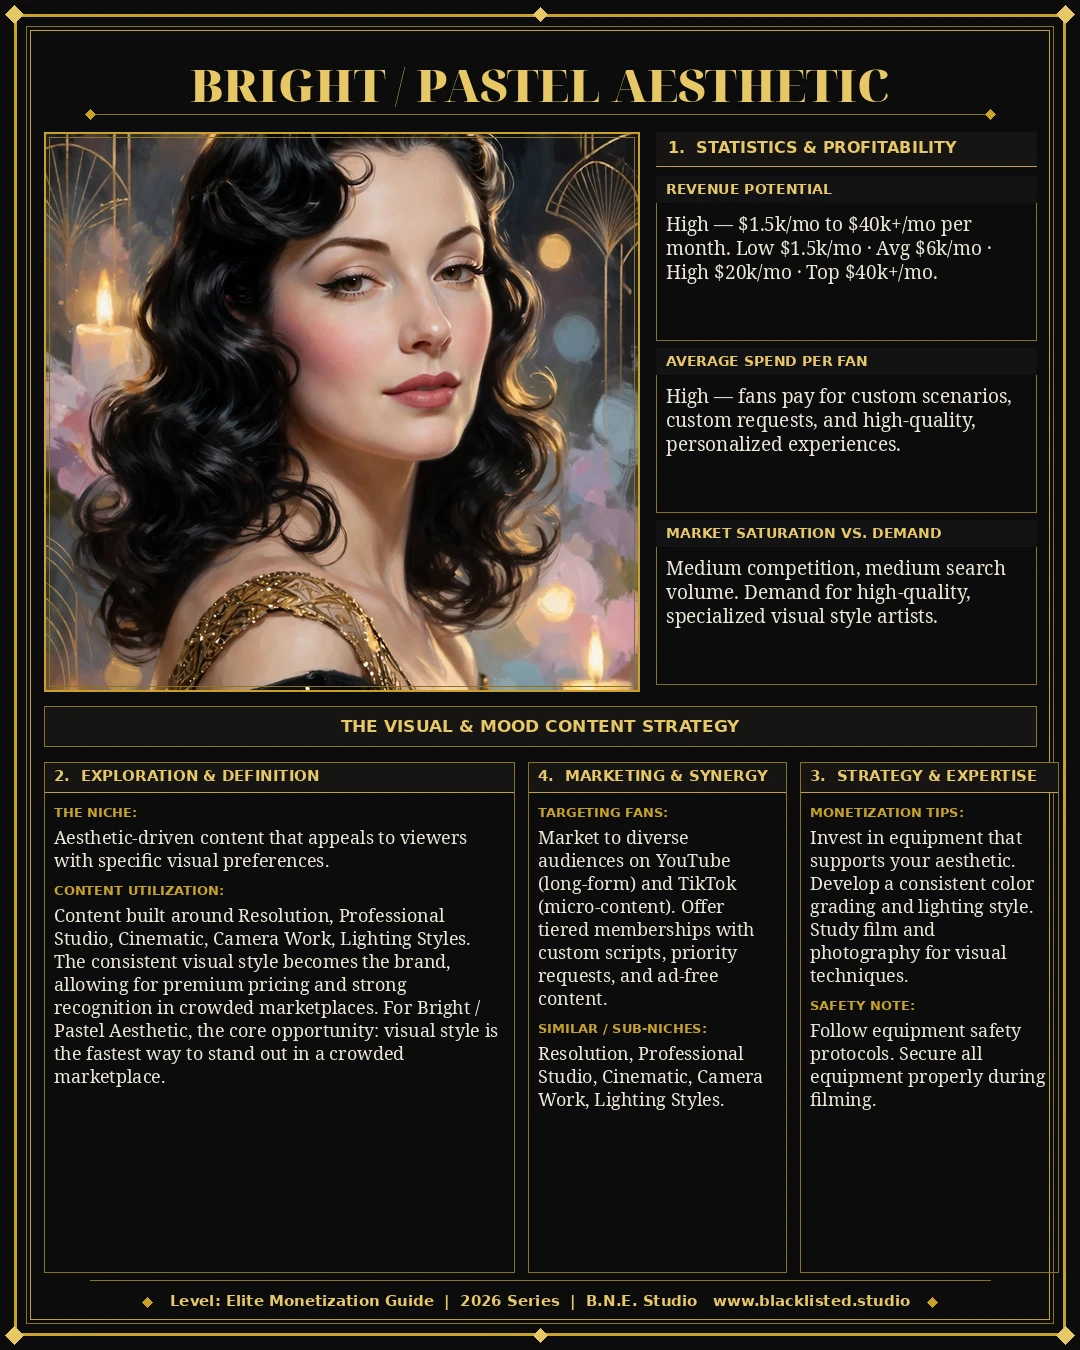 BRIGHT / PASTEL AESTHETIC
1. STATISTICS & PROFITABILITY
REVENUE POTENTIAL
High — $1.5k/mo to $40k+/mo per
month. Low $1.5k/mo · Avg $6k/mo ·
High $20k/mo · Top $40k+/mo.
AVERAGE SPEND PER FAN
High — fans pay for custom scenarios,
custom requests, and high-quality,
personalized experiences.
MARKET SATURATION VS. DEMAND
Medium competition, medium search
volume. Demand for high-quality,
specialized visual style artists.
THE VISUAL & MOOD CONTENT STRATEGY
2. EXPLORATION & DEFINITION
THE NICHE:
Aesthetic-driven content that appeals to viewers
with specific visual preferences.
CONTENT UTILIZATION:
Content built around Resolution, Professional
Studio, Cinematic, Camera Work, Lighting Styles.
The consistent visual style becomes the brand,
allowing for premium pricing and strong
recognition in crowded marketplaces. For Bright /
Pastel Aesthetic, the core opportunity: visual style is
the fastest way to stand out in a crowded
marketplace.
4. MARKETING & SYNERGY
TARGETING FANS:
Market to diverse
audiences on YouTube
(long-form) and TikTok
(micro-content). Offer
tiered memberships with
custom scripts, priority
requests, and ad-free
content.
SIMILAR / SUB-NICHES:
Resolution, Professional
Studio, Cinematic, Camera
Work, Lighting Styles.
3. STRATEGY & EXPERTISE
MONETIZATION TIPS:
Invest in equipment that
supports your aesthetic.
Develop a consistent color
grading and lighting style.
Study film and
photography for visual
techniques.
SAFETY NOTE:
Follow equipment safety
protocols. Secure all
equipment properly during
filming.
Level: Elite Monetization Guide | 2026 Series | B.N.E. Studio www.blacklisted.studio